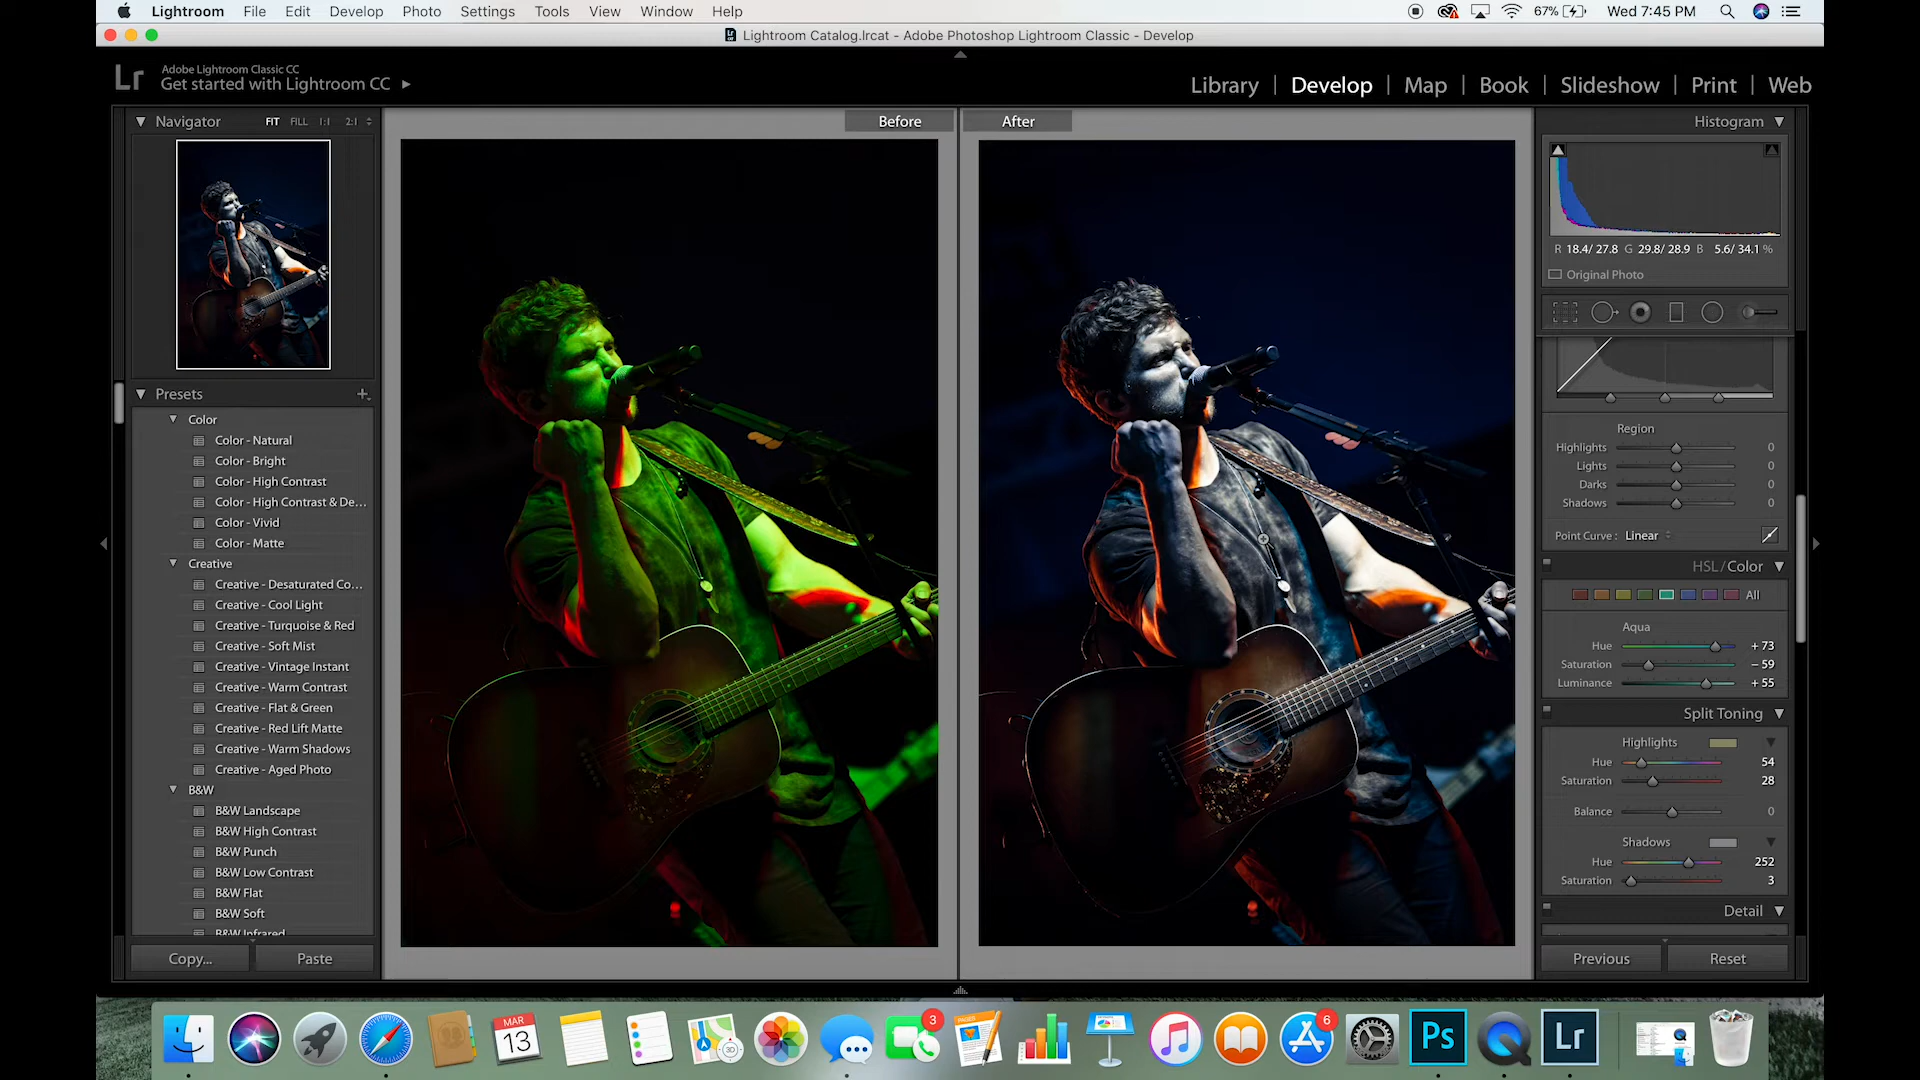 Lightroom File Edit Develop Photo Settings Tools View Window Help 67% Wed 7:45 PM
Lightroom Catalog.lrcat - Adobe Photoshop Lightroom Classic - Develop
Lr Adobe Lightroom Classic CC
Get started with Lightroom CC
Library | Develop | Map | Book | Slideshow | Print | Web
Navigator FIT FILL 1:1 2:1
Before After
Histogram
R 18.4/ 27.8 G 29.8/ 28.9 B 5.6/ 34.1 %
Original Photo
Presets +
Color
Color - Natural
Color - Bright
Color - High Contrast
Color - High Contrast & De...
Color - Vivid
Color - Matte
Creative
Creative - Desaturated Co...
Creative - Cool Light
Creative - Turquoise & Red
Creative - Soft Mist
Creative - Vintage Instant
Creative - Warm Contrast
Creative - Flat & Green
Creative - Red Lift Matte
Creative - Warm Shadows
Creative - Aged Photo
B&W
B&W Landscape
B&W High Contrast
B&W Punch
B&W Low Contrast
B&W Flat
B&W Soft
B&W Infrared
Copy... Paste
Region
Highlights 0
Lights 0
Darks 0
Shadows 0
Point Curve : Linear
HSL / Color
All
Aqua
Hue + 73
Saturation – 59
Luminance + 55
Split Toning
Highlights
Hue 54
Saturation 28
Balance 0
Shadows
Hue 252
Saturation 3
Detail
Previous Reset
MAR
13
3D
3
PAGES
6
Ps
Lr